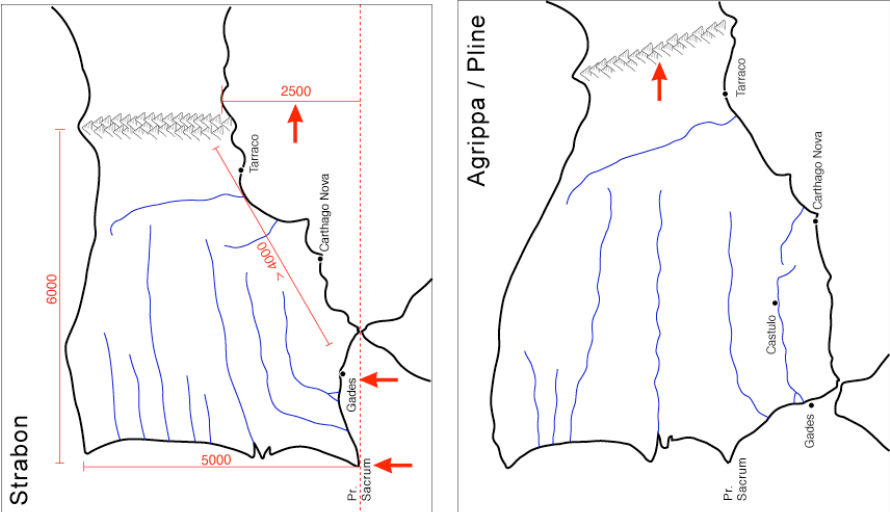 Strabon
6000
5000
2500
> 4000
Tarraco
Carthago Nova
Gades
Pr.
Sacrum
Agrippa / Pline
Tarraco
Carthago Nova
Castulo
Gades
Pr.
Sacrum